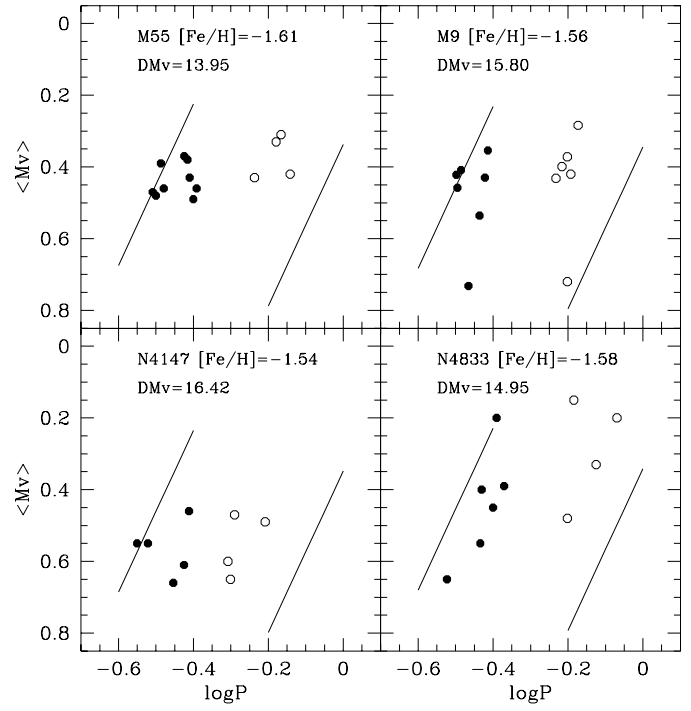 M55 [Fe/H]=−1.61
DMv=13.95
M9 [Fe/H]=−1.56
DMv=15.80
0
0.2
0.4
0.6
0.8
<Mv>
N4147 [Fe/H]=−1.54
DMv=16.42
N4833 [Fe/H]=−1.58
DMv=14.95
0
0.2
0.4
0.6
0.8
<Mv>
−0.6 −0.4 −0.2 0
−0.6 −0.4 −0.2 0
logP
logP